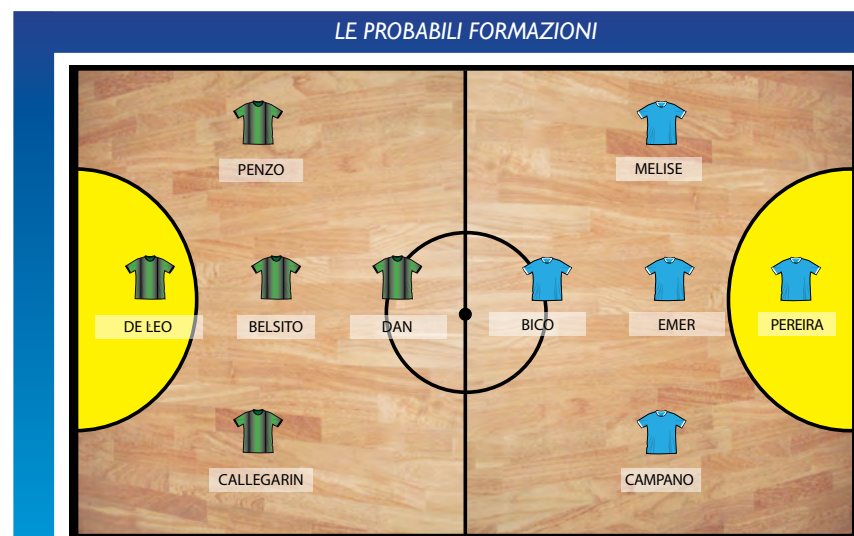 LE PROBABILI FORMAZIONI
PENZO
MELISE
DE LEO
BELSITO
DAN
BICO
EMER
PEREIRA
CALLEGARIN
CAMPANO